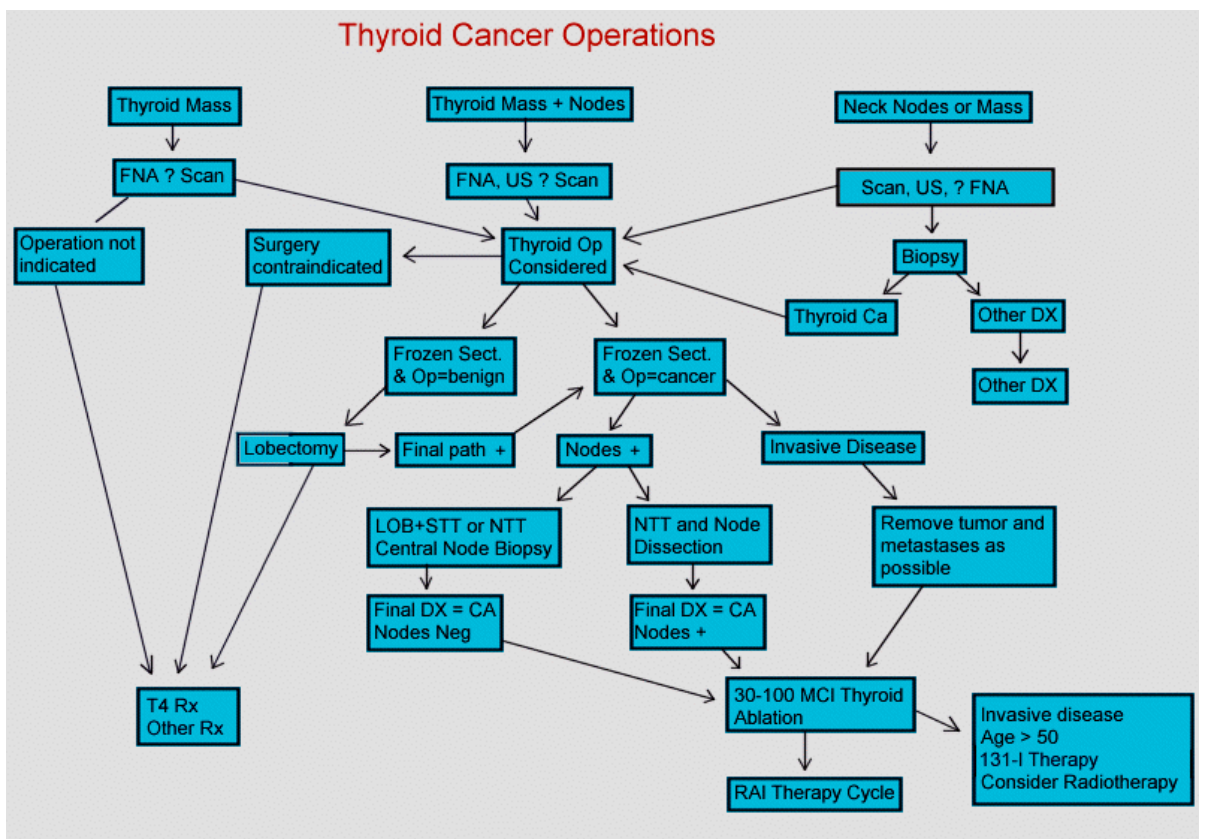 Thyroid Cancer Operations
Thyroid Mass
Thyroid Mass + Nodes
Neck Nodes or Mass
FNA ? Scan
FNA, US ? Scan
Scan, US, ? FNA
Operation not
indicated
Surgery
contraindicated
Thyroid Op
Considered
Biopsy
Thyroid Ca
Other DX
Other DX
Frozen Sect.
& Op=benign
Frozen Sect.
& Op=cancer
Lobectomy
Final path +
Nodes +
Invasive Disease
LOB+STT or NTT
Central Node Biopsy
NTT and Node
Dissection
Remove tumor and
metastases as
possible
Final DX = CA
Nodes Neg
Final DX = CA
Nodes +
T4 Rx
Other Rx
30-100 MCI Thyroid
Ablation
Invasive disease
Age > 50
131-I Therapy
Consider Radiotherapy
RAI Therapy Cycle